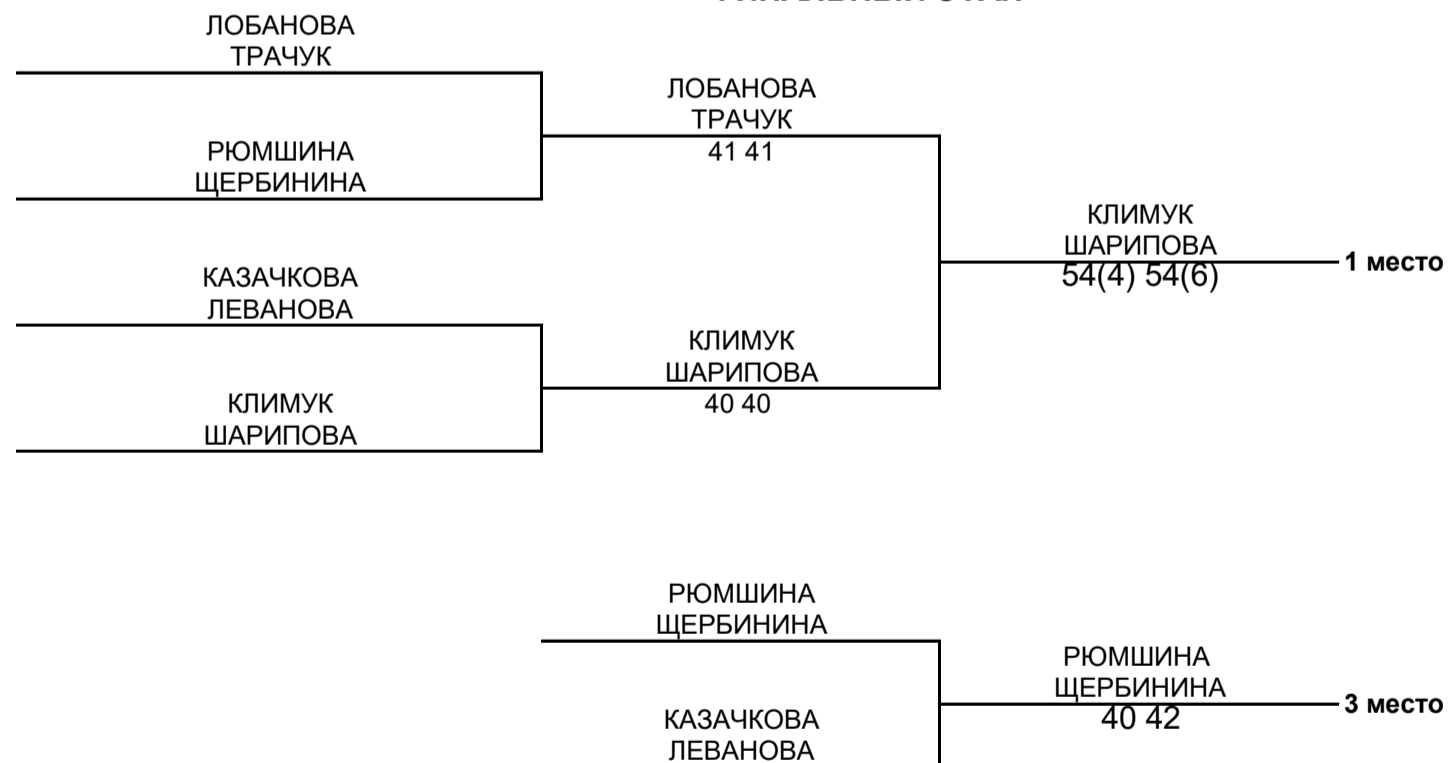 ЛОБАНОВА
ТРАЧУК
РЮМШИНА
ЩЕРБИНИНА
КАЗАЧКОВА
ЛЕВАНОВА
КЛИМУК
ШАРИПОВА
ЛОБАНОВА
ТРАЧУК
41 41
КЛИМУК
ШАРИПОВА
40 40
КЛИМУК
ШАРИПОВА
54(4) 54(6)
1 место
РЮМШИНА
ЩЕРБИНИНА
КАЗАЧКОВА
ЛЕВАНОВА
РЮМШИНА
ЩЕРБИНИНА
40 42
3 место